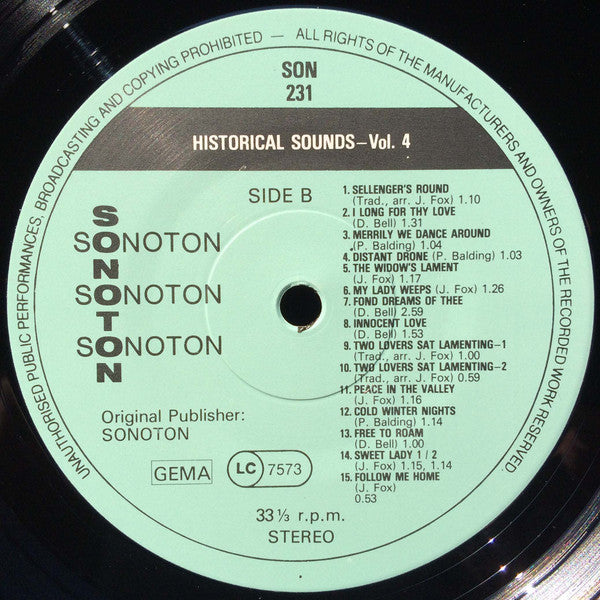 UNAUTHORISED PUBLIC PERFORMANCES, BROADCASTING AND COPYING PROHIBITED — ALL RIGHTS OF THE MANUFACTURERS AND OWNERS OF THE RECORDED WORK RESERVED.
SON
231
HISTORICAL SOUNDS–Vol. 4
SIDE B
SONOTON
SONOTON
SONOTON
SONOTON
Original Publisher:
SONOTON
GEMA
LC 7573
1. SELLENGER'S ROUND
(Trad., arr. J. Fox) 1.10
2. I LONG FOR THY LOVE
(D. Bell) 1.31
3. MERRILY WE DANCE AROUND
(P. Balding) 1.04
4. DISTANT DRONE (P. Balding) 1.03
5. THE WIDOW'S LAMENT
(J. Fox) 1.17
6. MY LADY WEEPS (J. Fox) 1.26
7. FOND DREAMS OF THEE
(D. Bell) 2.59
8. INNOCENT LOVE
(D. Bell) 1.53
9. TWO LOVERS SAT LAMENTING–1
(Trad., arr. J. Fox) 1.00
10. TWO LOVERS SAT LAMENTING–2
(Trad., arr. J. Fox) 0.59
11. PEACE IN THE VALLEY
(J. Fox) 1.16
12. COLD WINTER NIGHTS
(P. Balding) 1.14
13. FREE TO ROAM
(D. Bell) 1.00
14. SWEET LADY 1 / 2
(J. Fox) 1.15, 1.14
15. FOLLOW ME HOME
(J. Fox)
0.53
33⅓ r.p.m.
STEREO